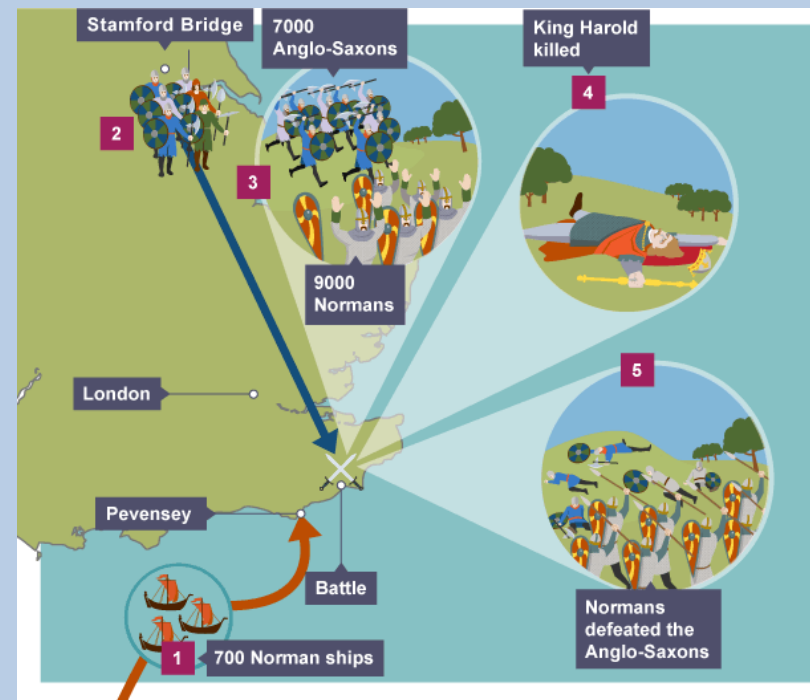 Stamford Bridge
7000
Anglo-Saxons
King Harold
killed
4
2
3
9000
Normans
5
London
Pevensey
Battle
Normans
defeated the
Anglo-Saxons
1
700 Norman ships